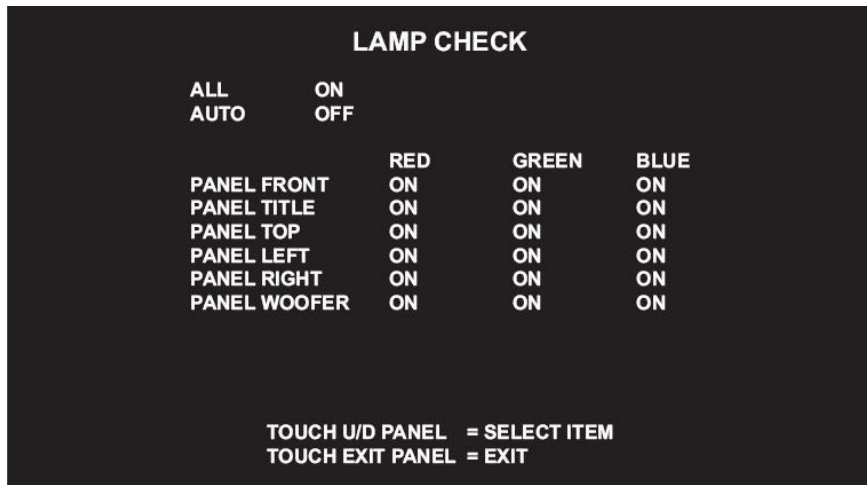 LAMP CHECK
ALL ON
AUTO OFF
RED GREEN BLUE
PANEL FRONT ON ON ON
PANEL TITLE ON ON ON
PANEL TOP ON ON ON
PANEL LEFT ON ON ON
PANEL RIGHT ON ON ON
PANEL WOOFER ON ON ON
TOUCH U/D PANEL = SELECT ITEM
TOUCH EXIT PANEL = EXIT